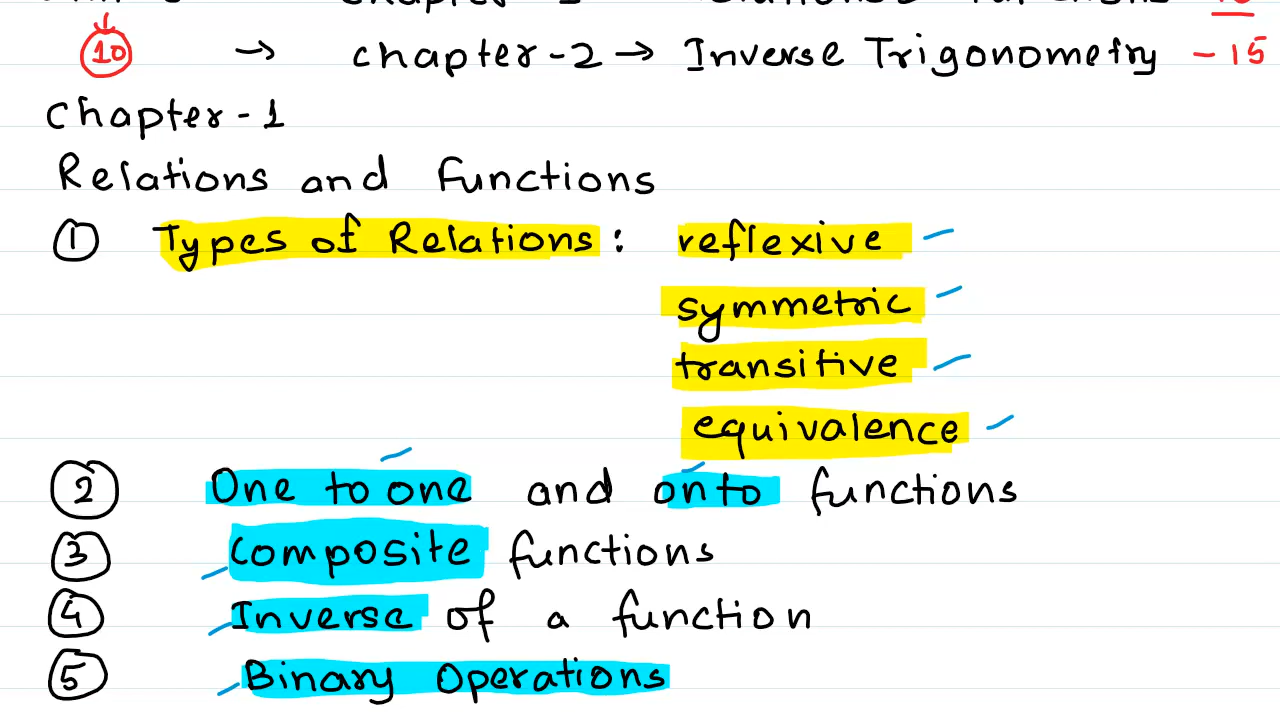 10 → chapter-2 → Inverse Trigonometry - 15
Chapter-1
Relations and Functions
① Types of Relations: reflexive
symmetric
transitive
equivalence
② One to one and onto functions
③ Composite functions
④ Inverse of a function
⑤ Binary Operations